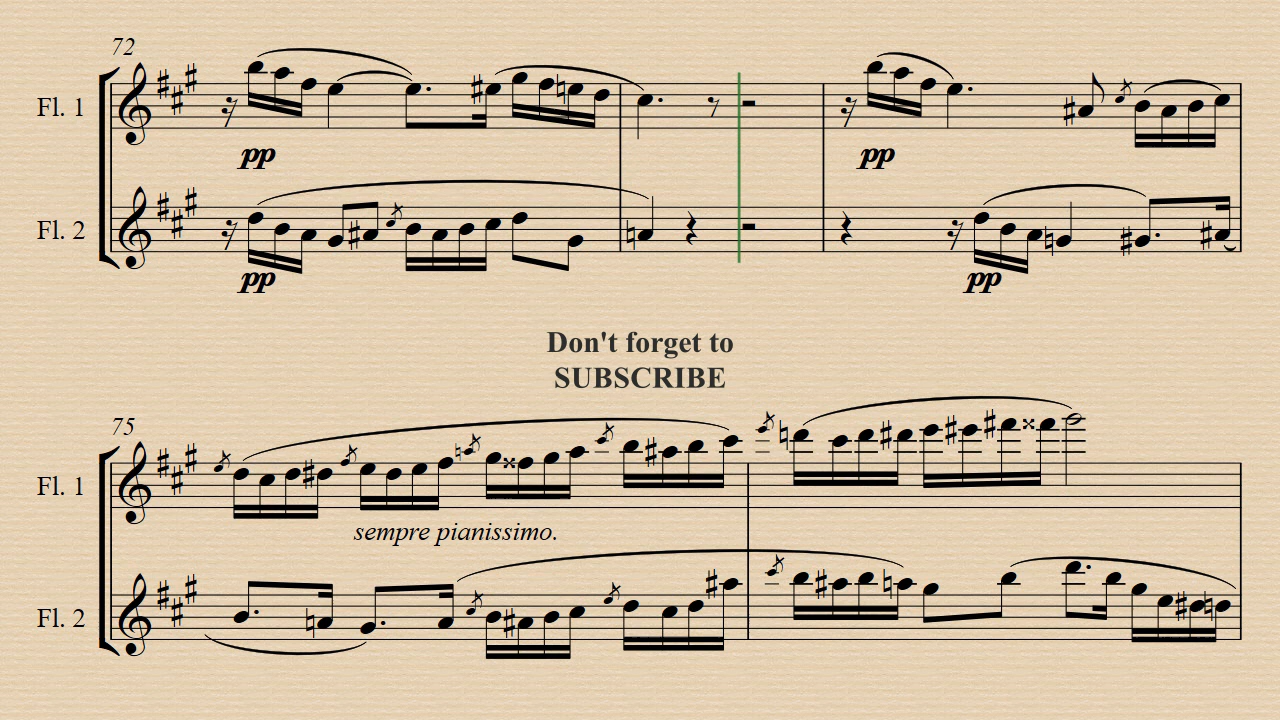 72
Fl. 1
pp
pp
Fl. 2
pp
pp
Don't forget to
SUBSCRIBE
75
Fl. 1
sempre pianissimo.
Fl. 2